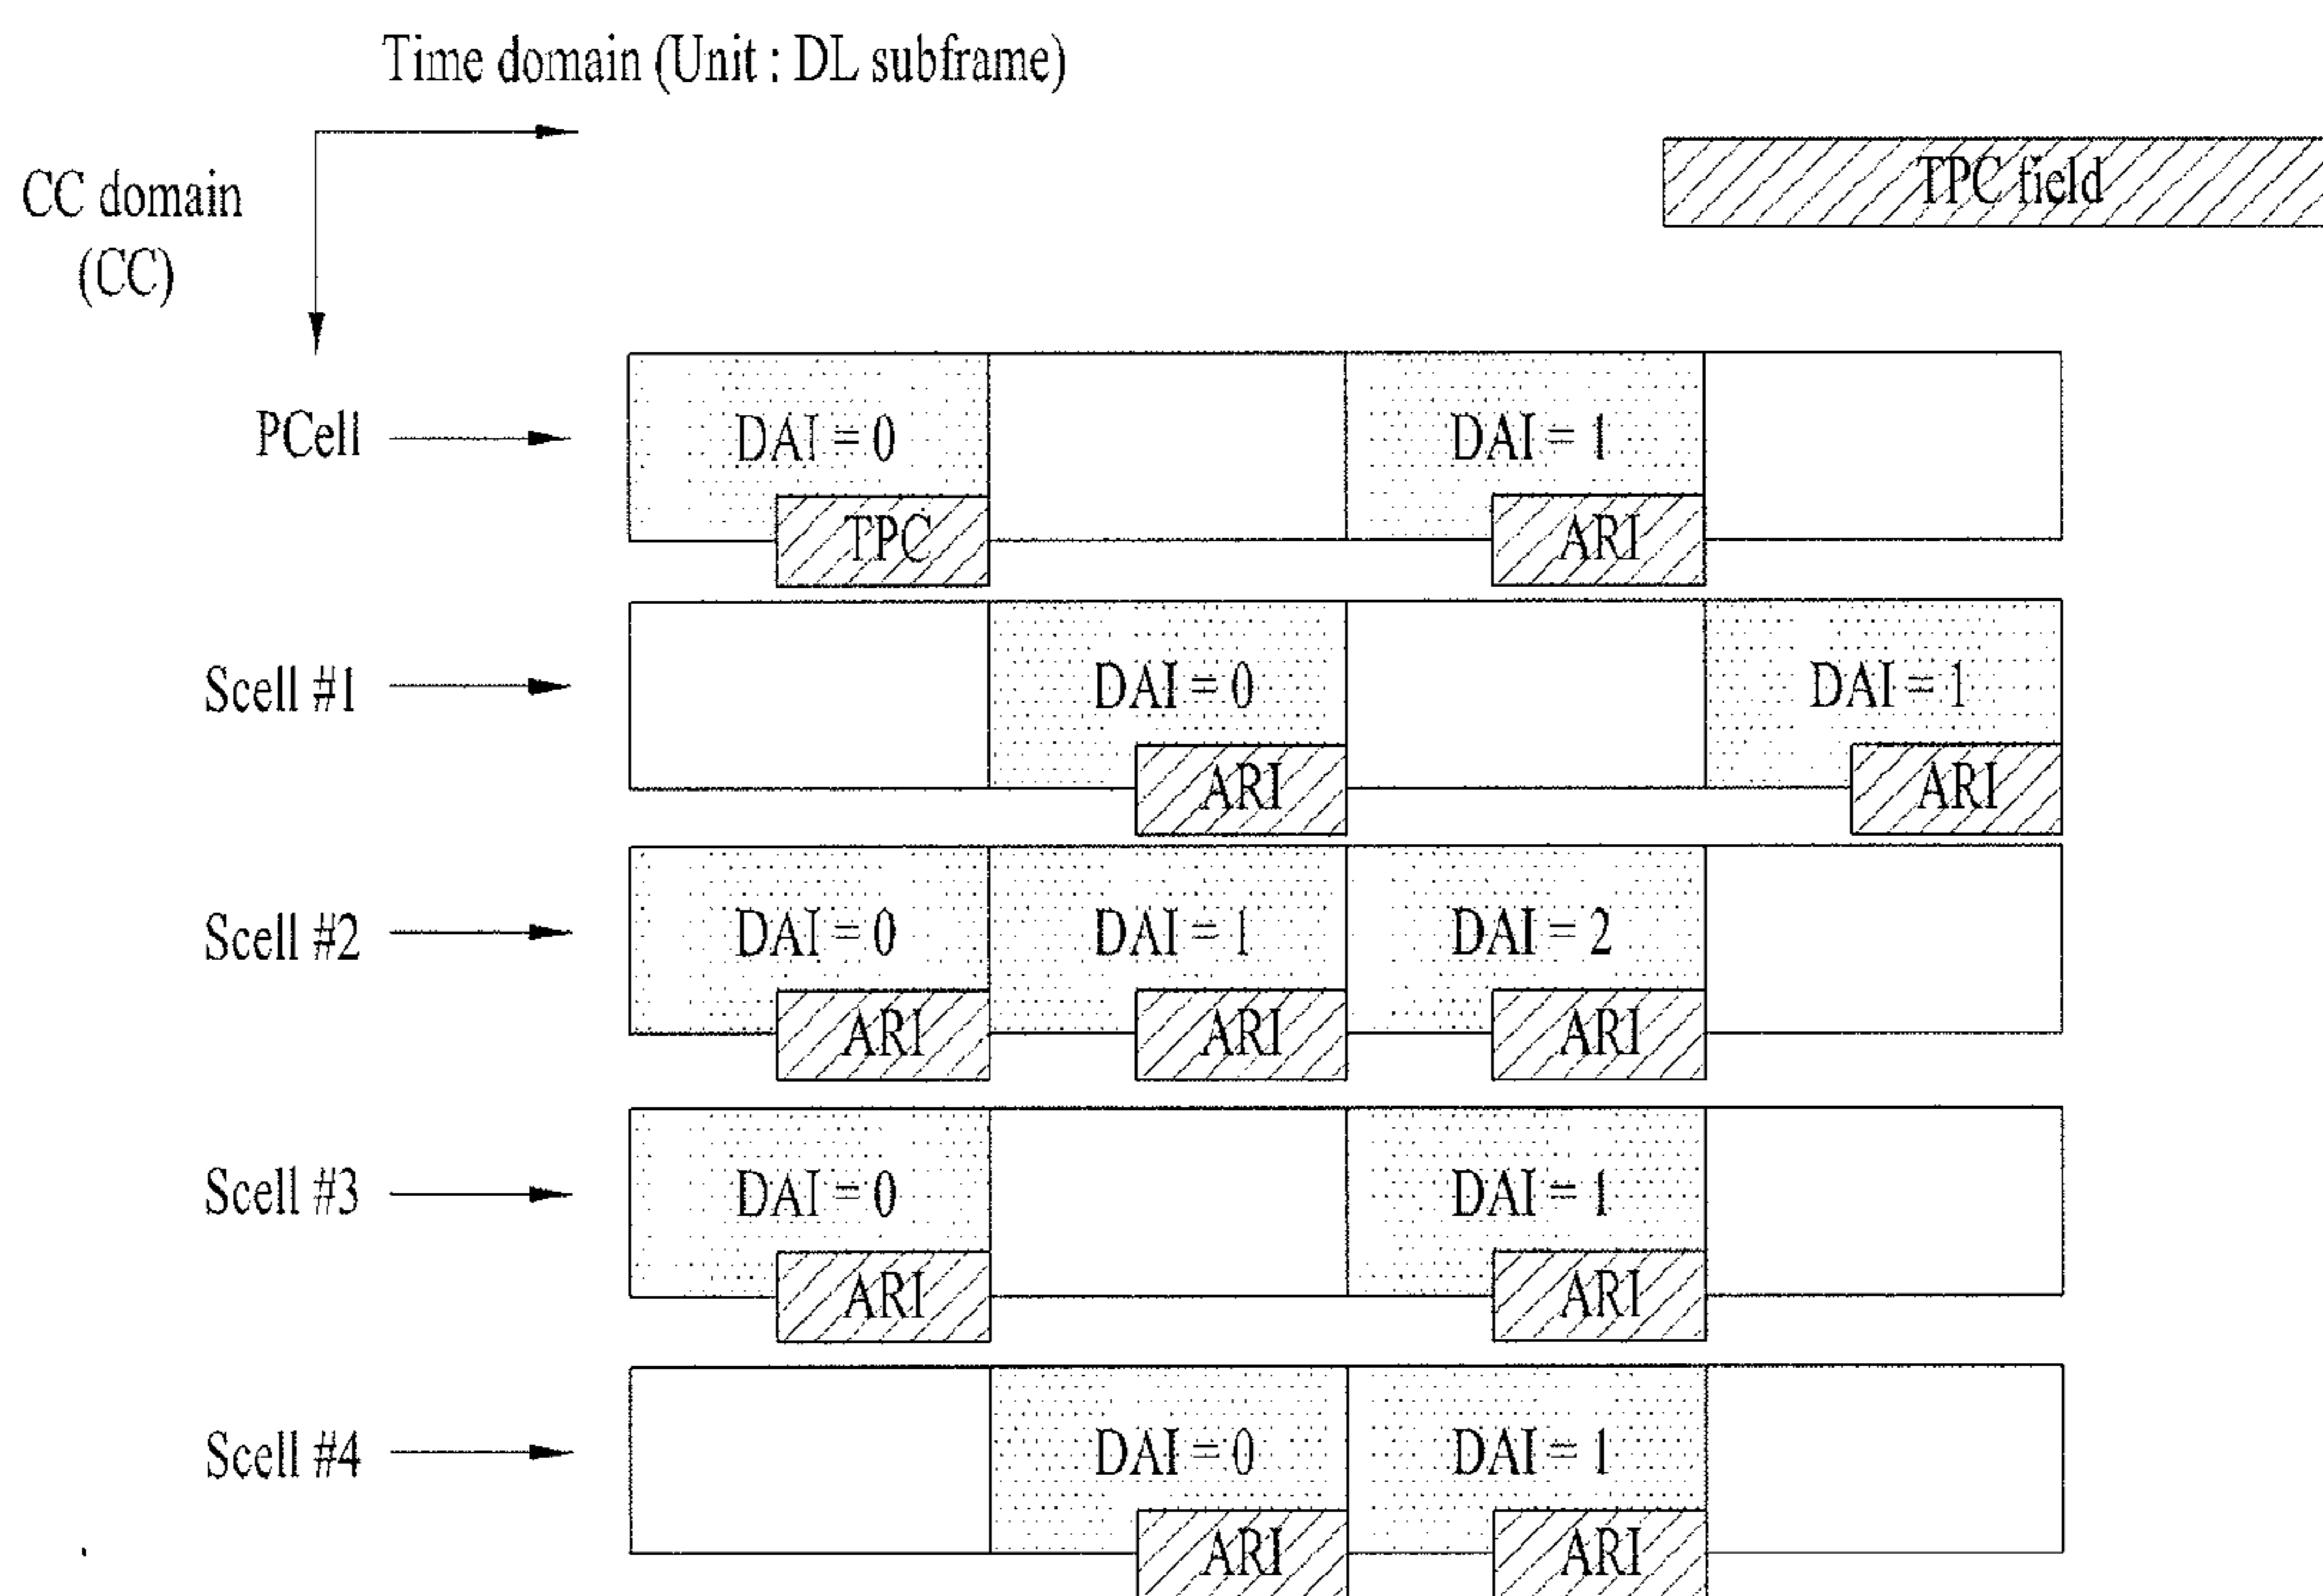 Time domain (Unit : DL subframe)
CC domain
(CC)
TPC field
PCell
DAI = 0
DAI = 1
TPC
ARI
Scell #1
DAI = 0
DAI = 1
ARI
ARI
Scell #2
DAI = 0
DAI = 1
DAI = 2
ARI
ARI
ARI
Scell #3
DAI = 0
DAI = 1
ARI
ARI
Scell #4
DAI = 0
DAI = 1
ARI
ARI